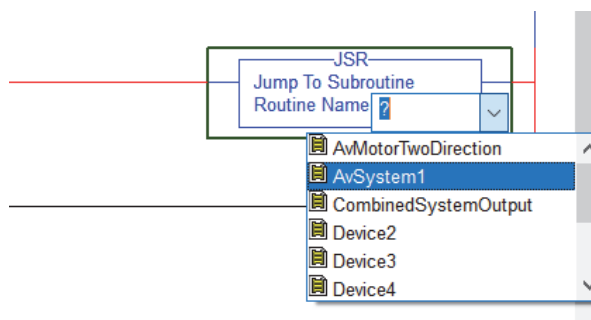 JSR
Jump To Subroutine
Routine Name ?
AvMotorTwoDirection
AvSystem1
CombinedSystemOutput
Device2
Device3
Device4